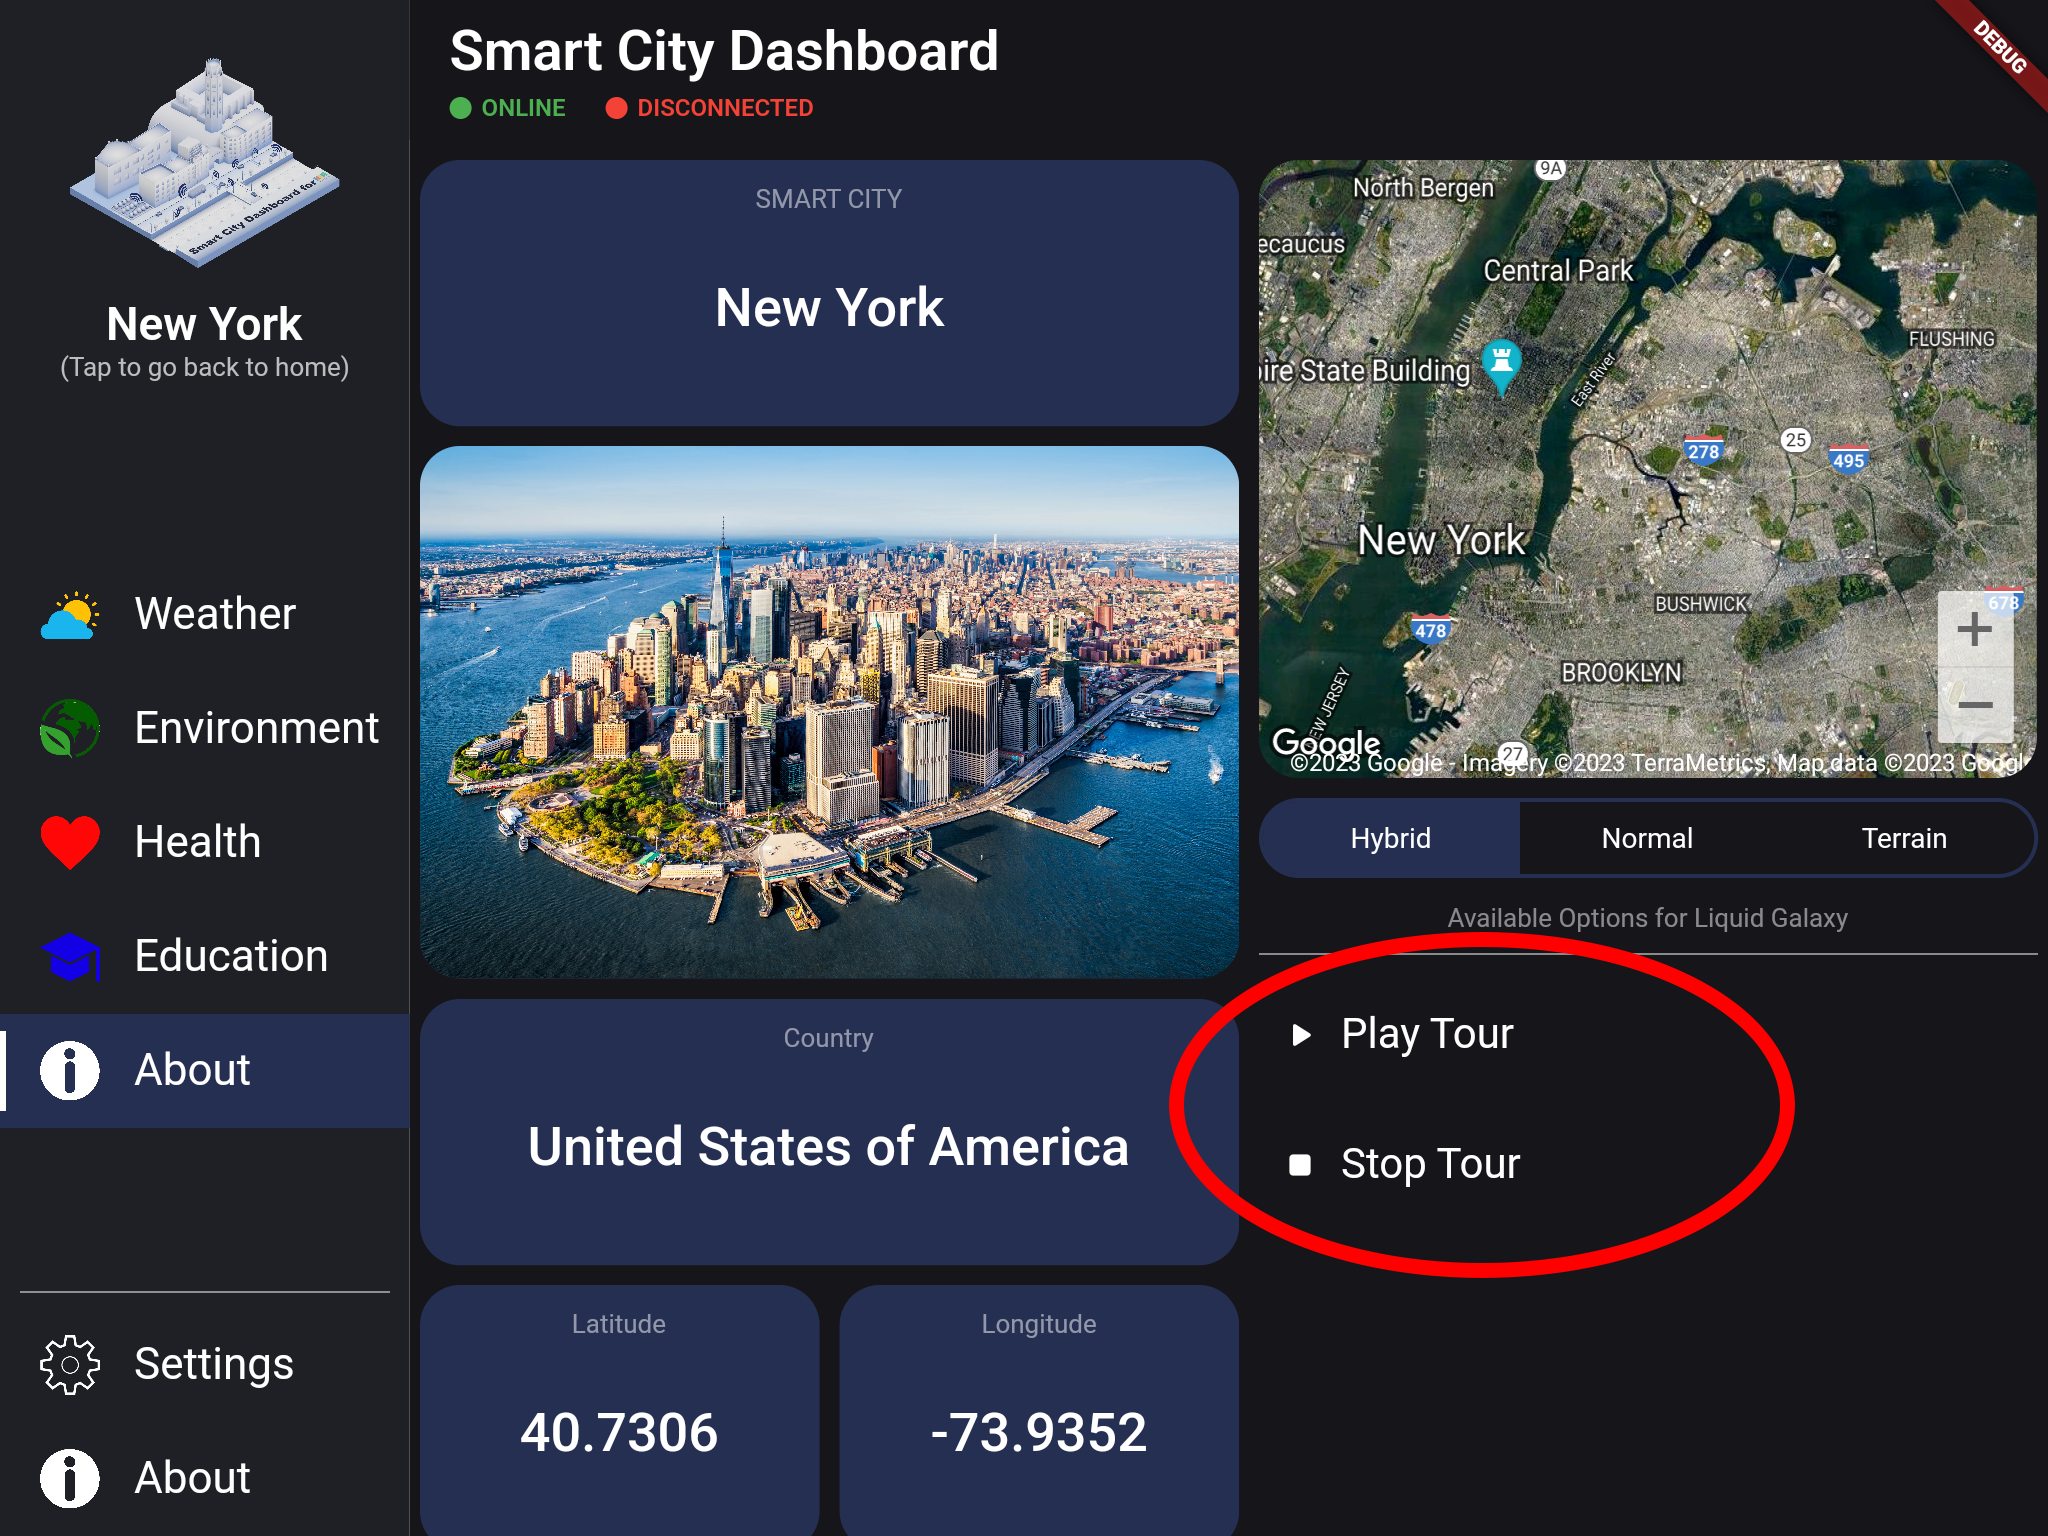 Smart City Dashboard
DEBUG
ONLINE
DISCONNECTED
Smart City Dashboard for
New York
(Tap to go back to home)
Weather
Environment
Health
Education
About
Settings
About
SMART CITY
New York
Country
United States of America
Latitude
40.7306
Longitude
-73.9352
9A
North Bergen
ecaucus
Central Park
FLUSHING
ire State Building
East River
278
25
495
New York
BUSHWICK
678
478
BROOKLYN
EW JERSEY
+
−
Google
27
©2023 Google - Imagery ©2023 TerraMetrics, Map data ©2023 Googl
Hybrid
Normal
Terrain
Available Options for Liquid Galaxy
Play Tour
Stop Tour